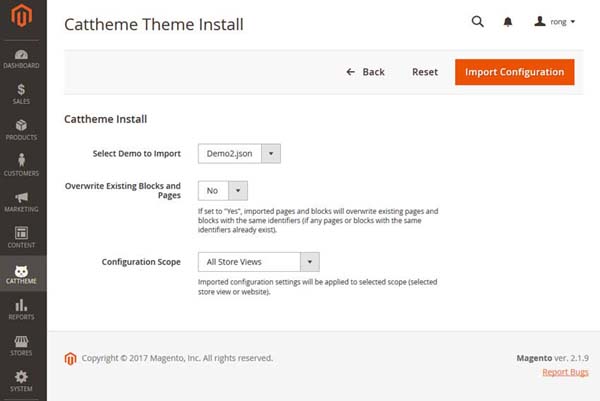 Cattheme Theme Install
rong
Back
Reset
Import Configuration
DASHBOARD
SALES
PRODUCTS
CUSTOMERS
MARKETING
CONTENT
CATTHEME
REPORTS
STORES
SYSTEM
Cattheme Install
Select Demo to Import
Demo2.json
Overwrite Existing Blocks and
Pages
No
If set to "Yes", imported pages and blocks will overwrite existing pages and
blocks with the same identifiers (if any pages or blocks with the same
identifiers already exist).
Configuration Scope
All Store Views
Imported configuration settings will be applied to selected scope (selected
store view or website).
Copyright © 2017 Magento, Inc. All rights reserved.
Magento ver. 2.1.9
Report Bugs